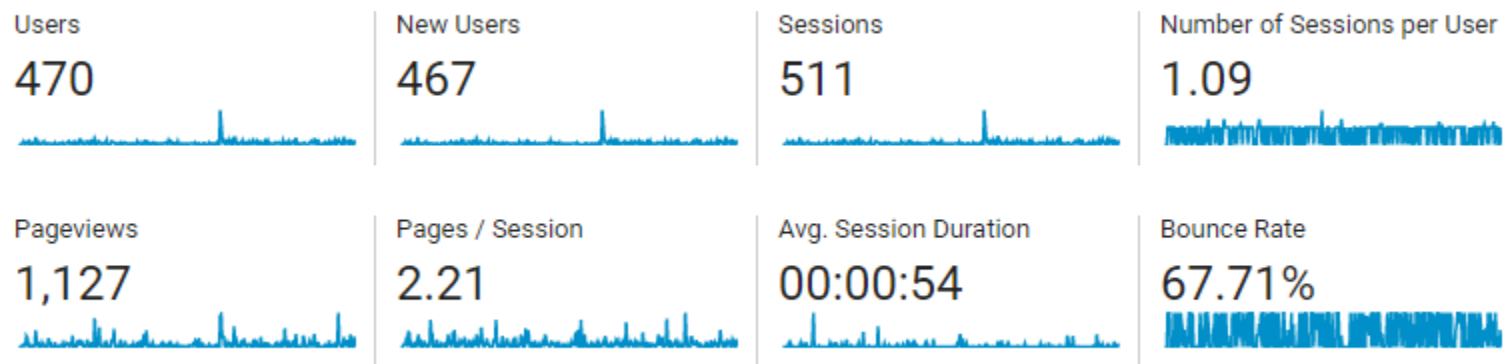 Users
470
New Users
467
Sessions
511
Number of Sessions per User
1.09
Pageviews
1,127
Pages / Session
2.21
Avg. Session Duration
00:00:54
Bounce Rate
67.71%